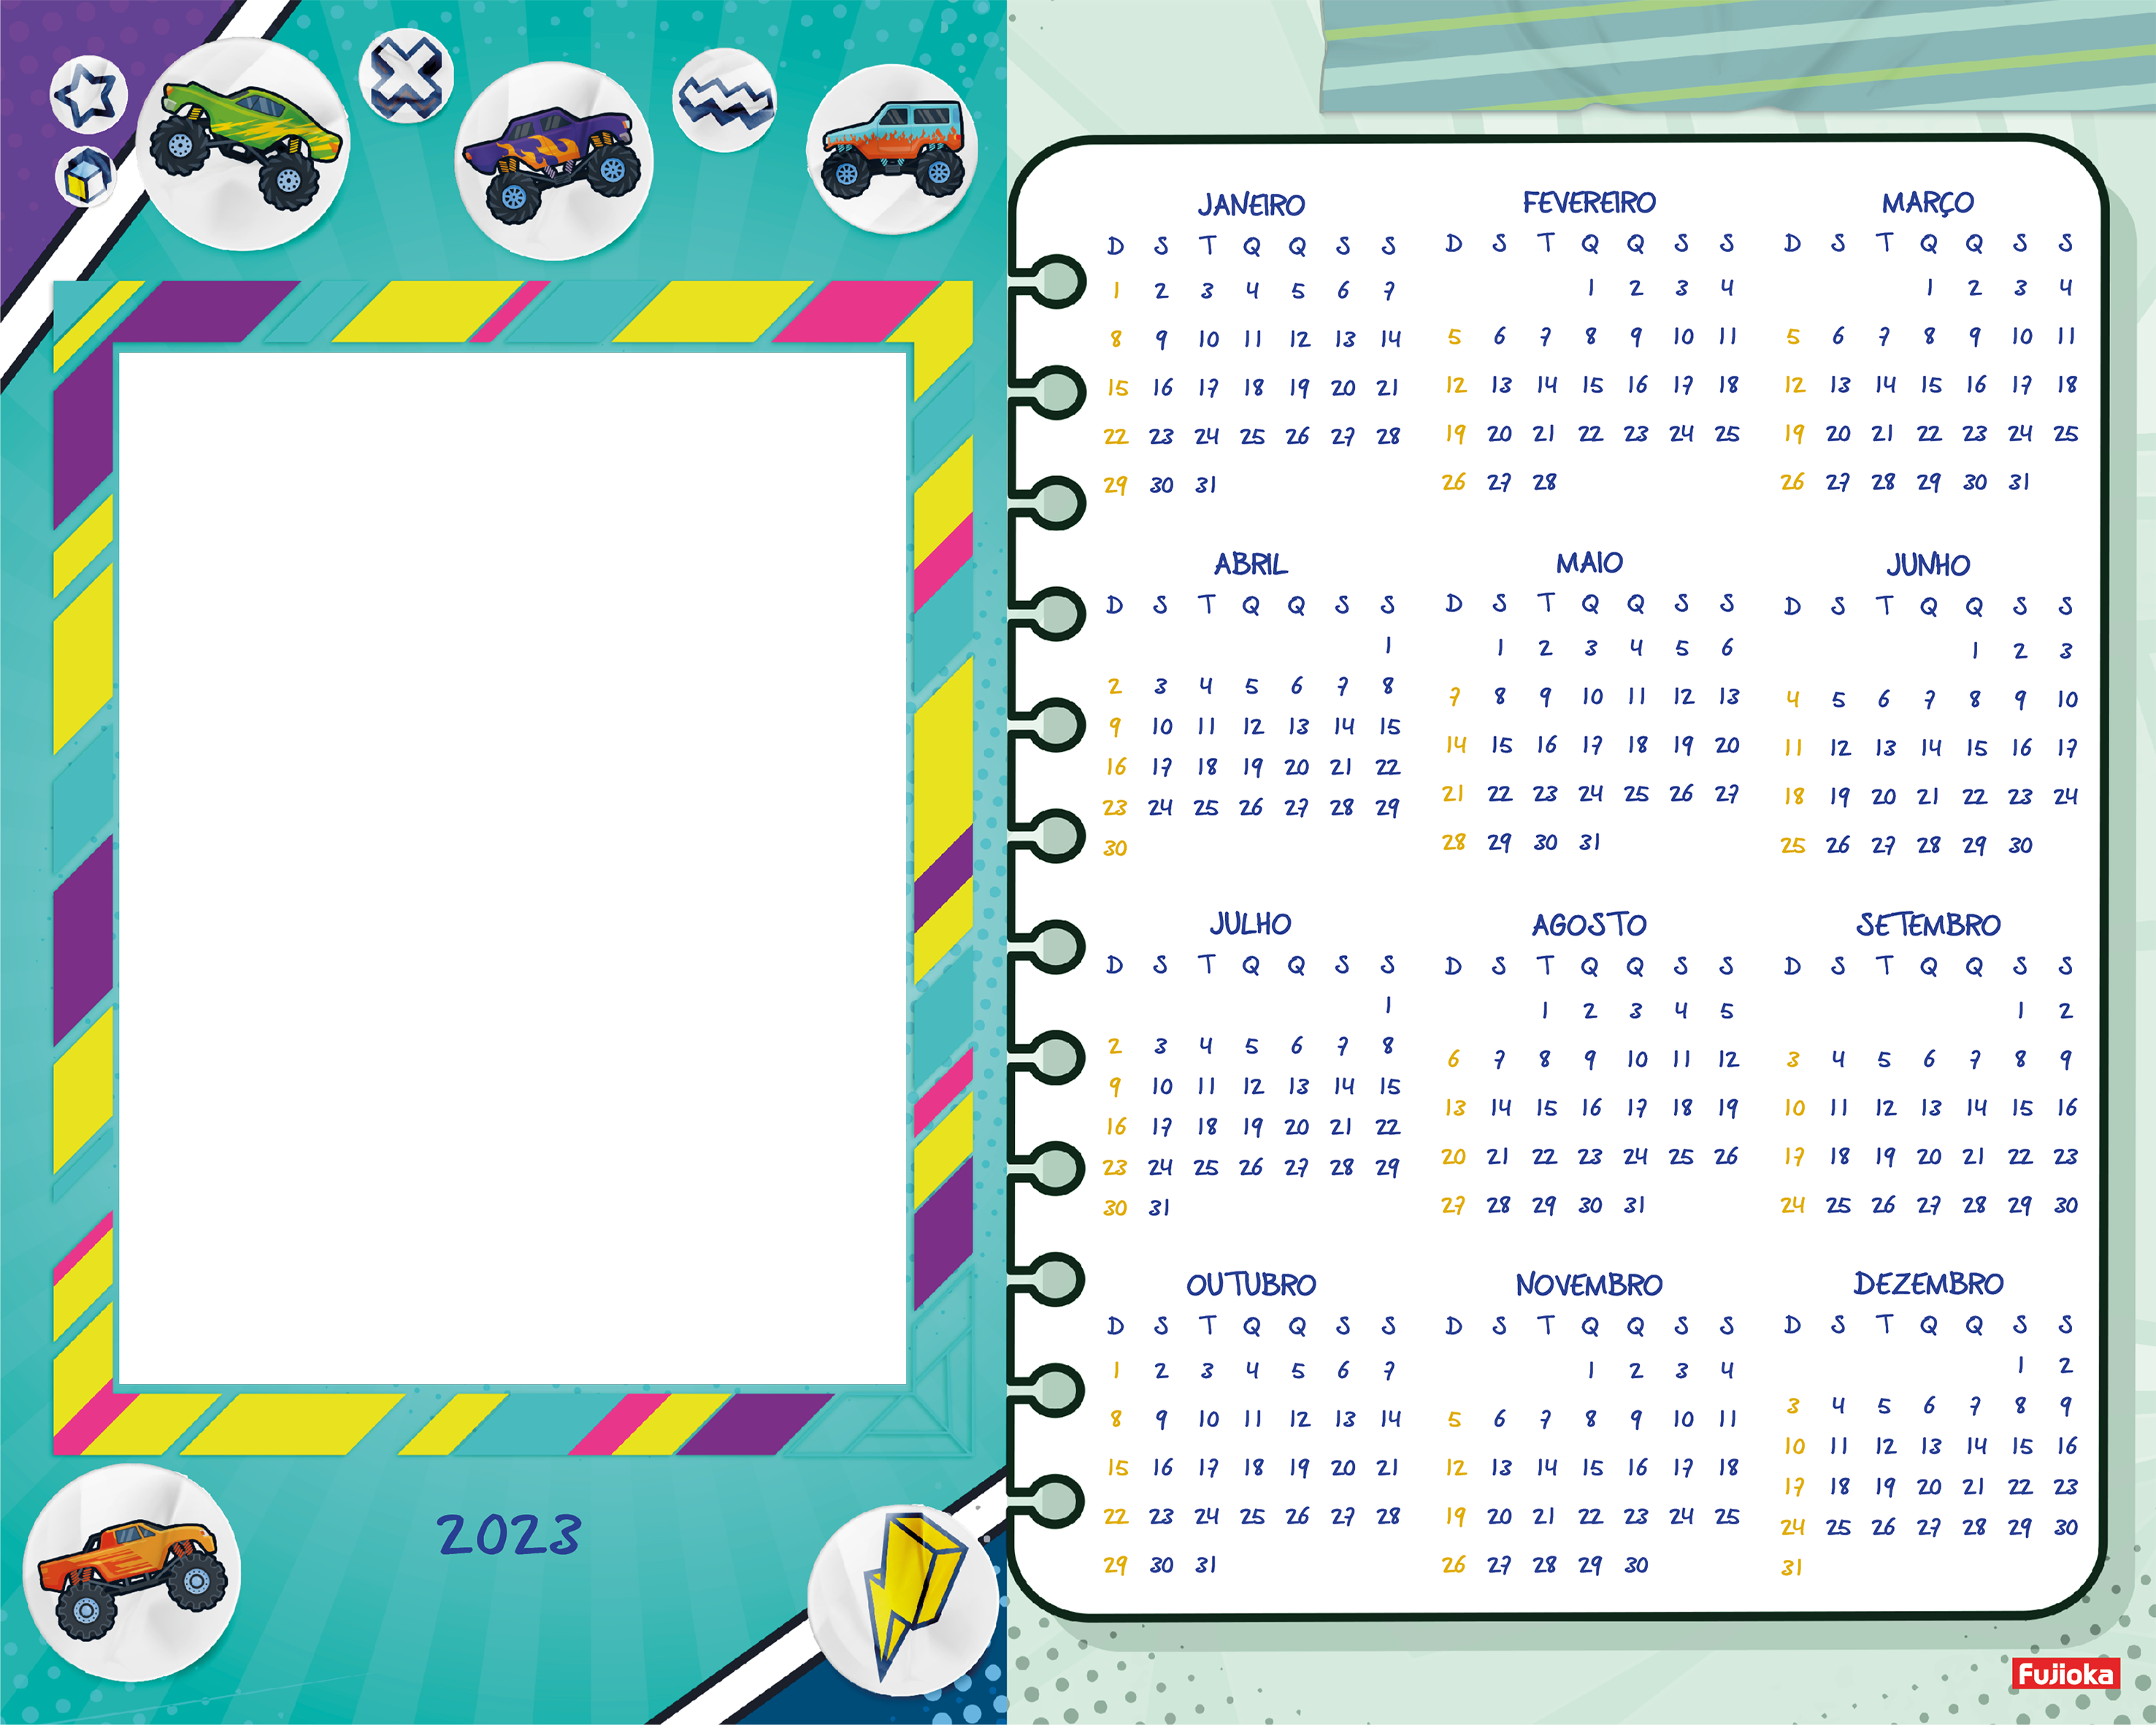 2023
JANEIRO
D S T Q Q S S
1 2 3 4 5 6 7
8 9 10 11 12 13 14
15 16 17 18 19 20 21
22 23 24 25 26 27 28
29 30 31
FEVEREIRO
D S T Q Q S S
1 2 3 4
5 6 7 8 9 10 11
12 13 14 15 16 17 18
19 20 21 22 23 24 25
26 27 28
MARÇO
D S T Q Q S S
1 2 3 4
5 6 7 8 9 10 11
12 13 14 15 16 17 18
19 20 21 22 23 24 25
26 27 28 29 30 31
ABRIL
D S T Q Q S S
1
2 3 4 5 6 7 8
9 10 11 12 13 14 15
16 17 18 19 20 21 22
23 24 25 26 27 28 29
30
MAIO
D S T Q Q S S
1 2 3 4 5 6
7 8 9 10 11 12 13
14 15 16 17 18 19 20
21 22 23 24 25 26 27
28 29 30 31
JUNHO
D S T Q Q S S
1 2 3
4 5 6 7 8 9 10
11 12 13 14 15 16 17
18 19 20 21 22 23 24
25 26 27 28 29 30
JULHO
D S T Q Q S S
1
2 3 4 5 6 7 8
9 10 11 12 13 14 15
16 17 18 19 20 21 22
23 24 25 26 27 28 29
30 31
AGOSTO
D S T Q Q S S
1 2 3 4 5
6 7 8 9 10 11 12
13 14 15 16 17 18 19
20 21 22 23 24 25 26
27 28 29 30 31
SETEMBRO
D S T Q Q S S
1 2
3 4 5 6 7 8 9
10 11 12 13 14 15 16
17 18 19 20 21 22 23
24 25 26 27 28 29 30
OUTUBRO
D S T Q Q S S
1 2 3 4 5 6 7
8 9 10 11 12 13 14
15 16 17 18 19 20 21
22 23 24 25 26 27 28
29 30 31
NOVEMBRO
D S T Q Q S S
1 2 3 4
5 6 7 8 9 10 11
12 13 14 15 16 17 18
19 20 21 22 23 24 25
26 27 28 29 30
DEZEMBRO
D S T Q Q S S
1 2
3 4 5 6 7 8 9
10 11 12 13 14 15 16
17 18 19 20 21 22 23
24 25 26 27 28 29 30
31
Fujioka